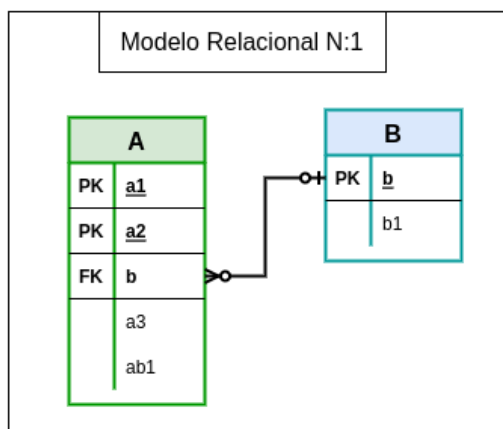 Modelo Relacional N:1
A
PK a1
PK a2
FK b
a3
ab1
B
PK b
b1